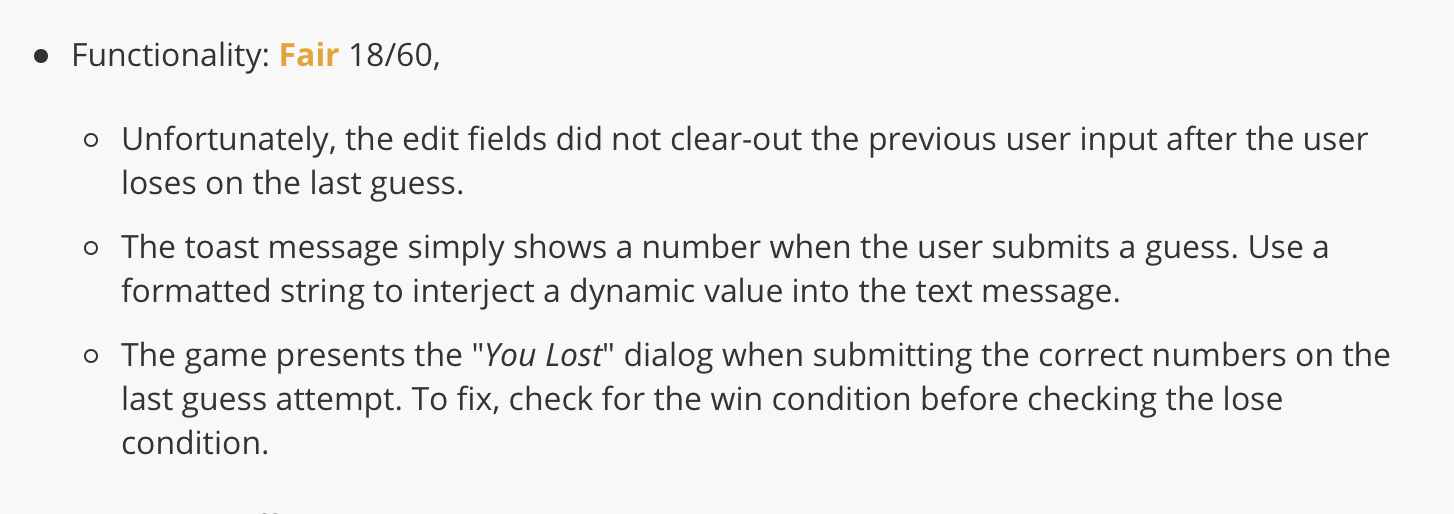 • Functionality: Fair 18/60,
○ Unfortunately, the edit fields did not clear-out the previous user input after the user
loses on the last guess.
○ The toast message simply shows a number when the user submits a guess. Use a
formatted string to interject a dynamic value into the text message.
○ The game presents the "You Lost" dialog when submitting the correct numbers on the
last guess attempt. To fix, check for the win condition before checking the lose
condition.